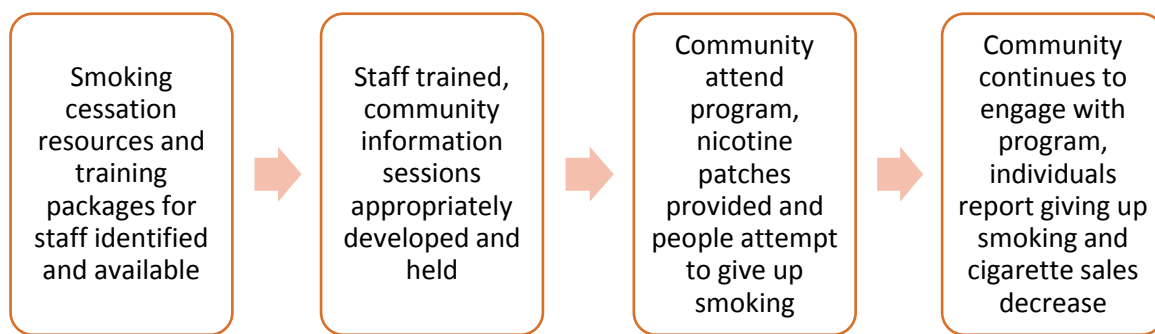 Smoking
cessation
resources and
training
packages for
staff identified
and available
Staff trained,
community
information
sessions
appropriately
developed and
held
Community
attend
program,
nicotine
patches
provided and
people attempt
to give up
smoking
Community
continues to
engage with
program,
individuals
report giving up
smoking and
cigarette sales
decrease